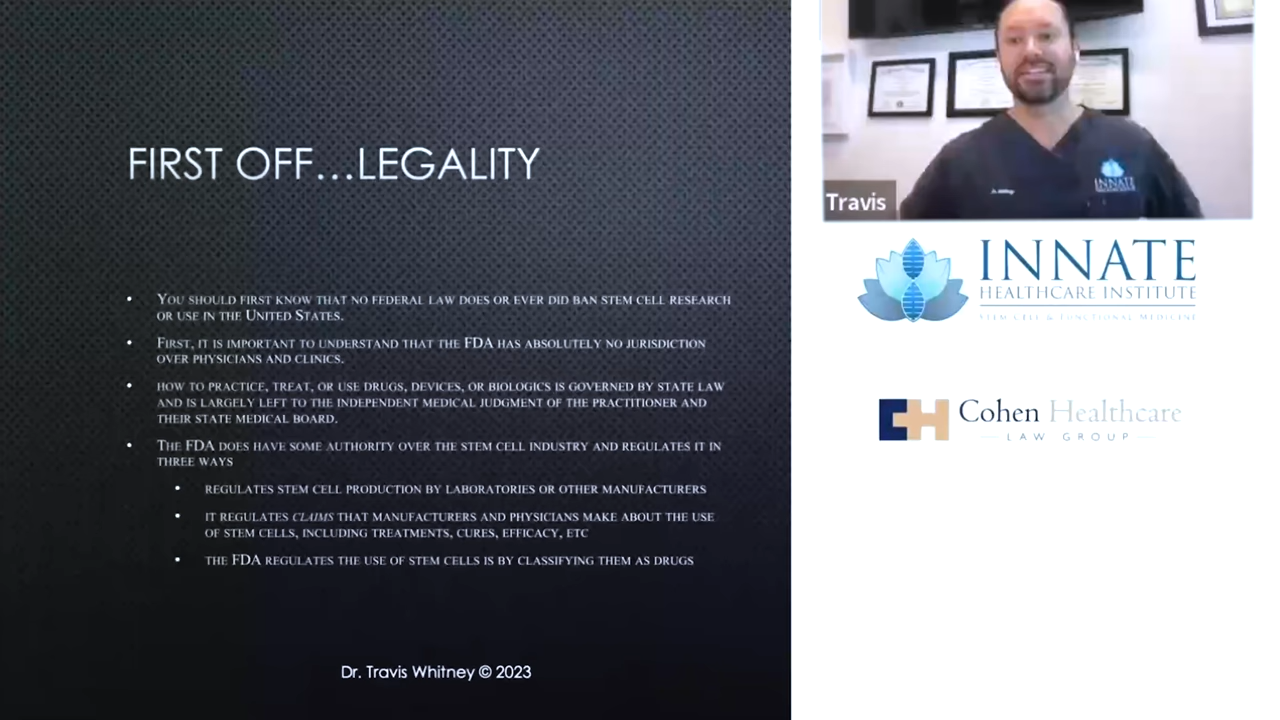 FIRST OFF...LEGALITY
• You should first know that no federal law does or ever did ban stem cell research
or use in the United States.
• First, it is important to understand that the FDA has absolutely no jurisdiction
over physicians and clinics.
• how to practice, treat, or use drugs, devices, or biologics is governed by state law
and is largely left to the independent medical judgment of the practitioner and
their state medical board.
• The FDA does have some authority over the stem cell industry and regulates it in
three ways
• regulates stem cell production by laboratories or other manufacturers
• it regulates claims that manufacturers and physicians make about the use
of stem cells, including treatments, cures, efficacy, etc
• the FDA regulates the use of stem cells is by classifying them as drugs
Dr. Travis Whitney © 2023
INNATE
Travis
INNATE
HEALTHCARE INSTITUTE
STEM CELL & FUNCTIONAL MEDICINE
Cohen Healthcare
LAW GROUP